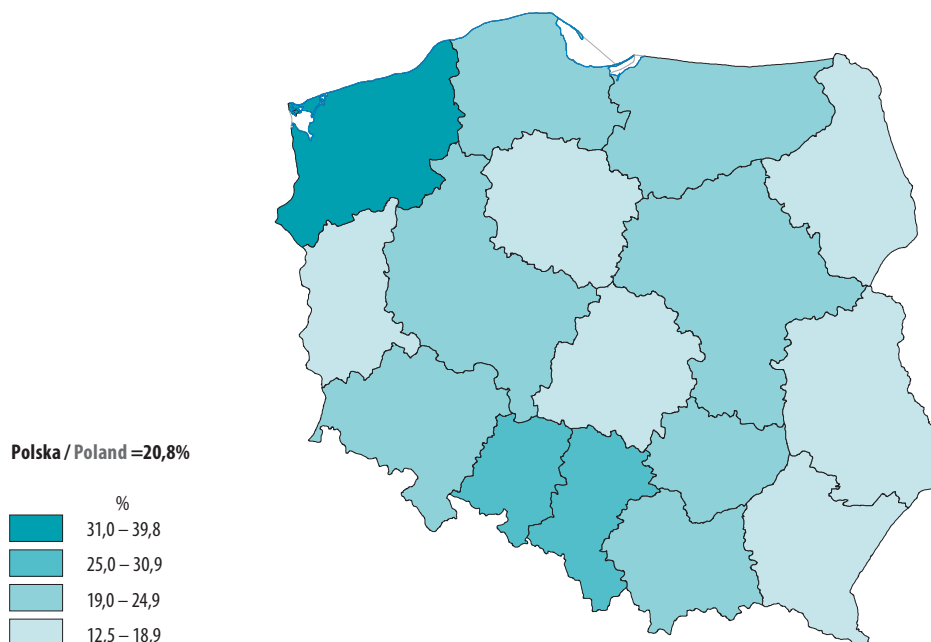 Polska / Poland =20,8%
%
31,0 – 39,8
25,0 – 30,9
19,0 – 24,9
12,5 – 18,9